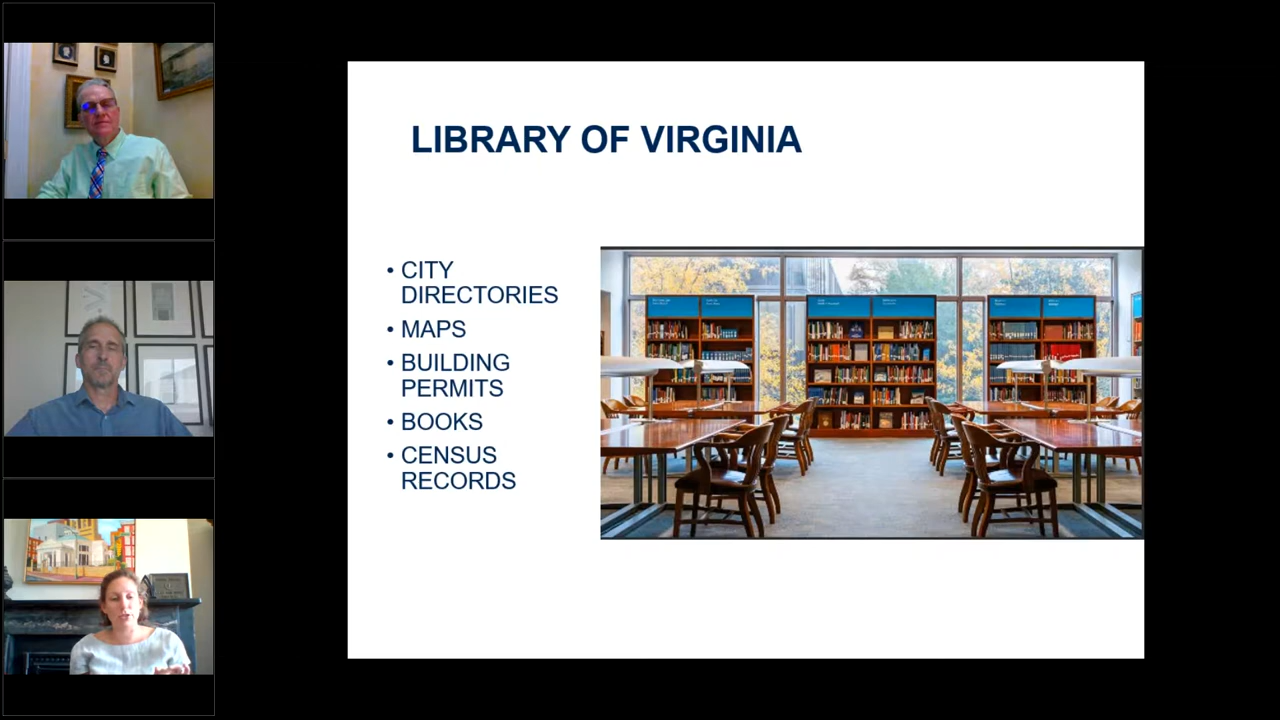 LIBRARY OF VIRGINIA
• CITY
DIRECTORIES
• MAPS
• BUILDING
PERMITS
• BOOKS
• CENSUS
RECORDS